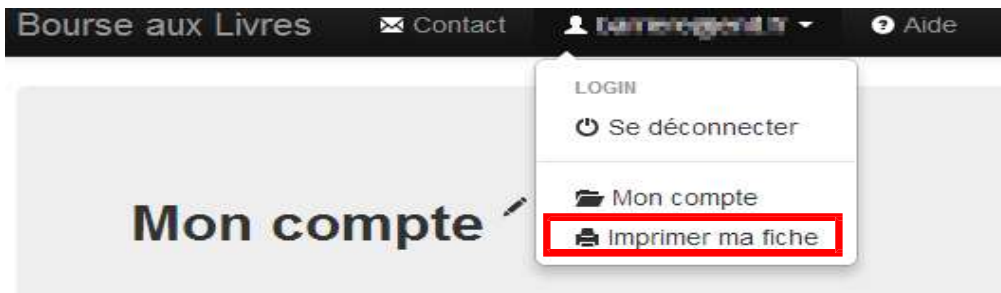 Bourse aux Livres Contact Aide
LOGIN
Se déconnecter
Mon compte
Imprimer ma fiche
Mon compte